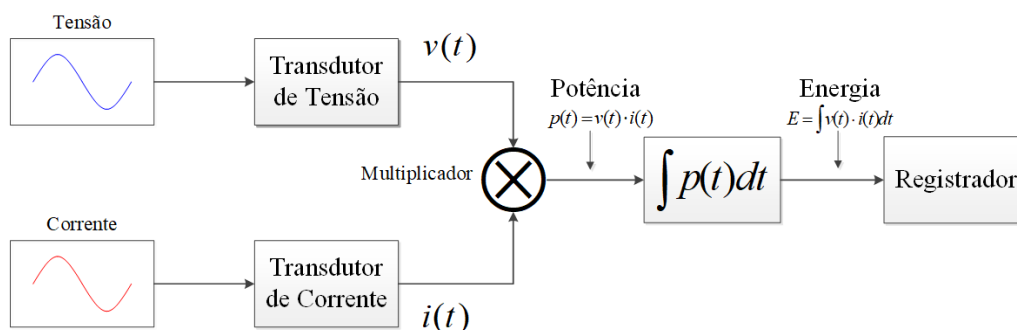 Tensão
Transdutor
de Tensão
v(t)
Multiplicador
Potência
p(t) = v(t) · i(t)
∫ p(t)dt
Energia
E = ∫ v(t) · i(t)dt
Registrador
Corrente
Transdutor
de Corrente
i(t)